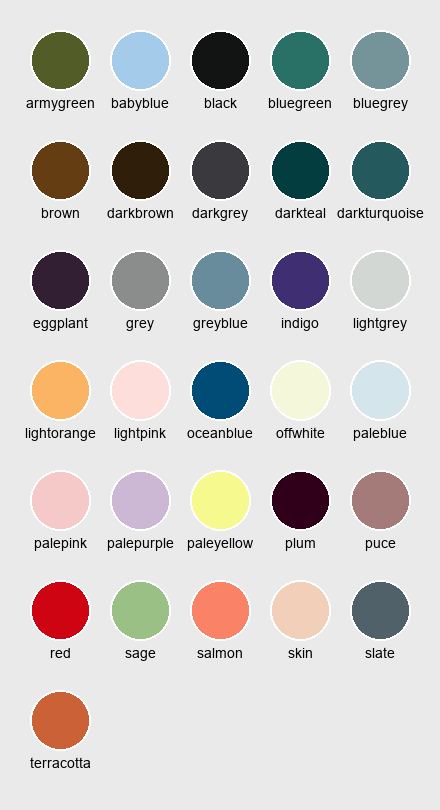 armygreen babyblue black bluegreen bluegrey
brown darkbrown darkgrey darkteal darkturquoise
eggplant grey greyblue indigo lightgrey
lightorange lightpink oceanblue offwhite paleblue
palepink palepurple paleyellow plum puce
red sage salmon skin slate
terracotta